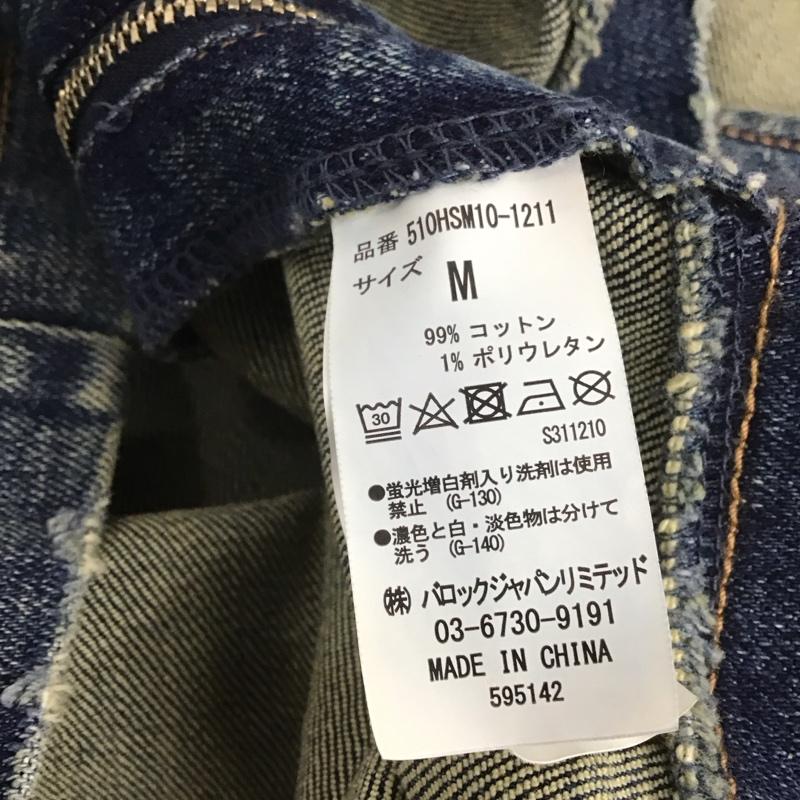 品番 510HSM10-1211
サイズ M
99% コットン
1% ポリウレタン
30
S311210
●蛍光増白剤入り洗剤は使用
禁止 (G-130)
●濃色と白・淡色物は分けて
洗う (G-140)
㈱ バロックジャパンリミテッド
03-6730-9191
MADE IN CHINA
595142